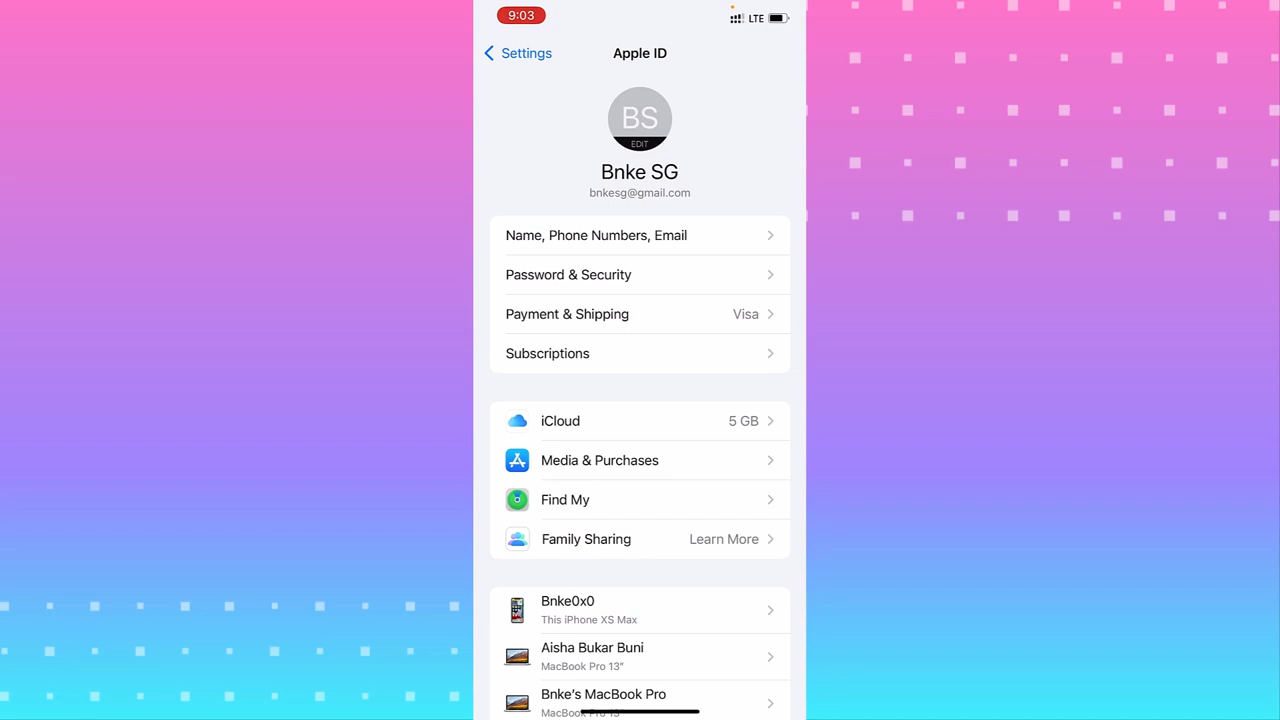 9:03
LTE
Settings
Apple ID
BS
EDIT
Bnke SG
bnkesg@gmail.com
Name, Phone Numbers, Email
Password & Security
Payment & Shipping Visa
Subscriptions
iCloud 5 GB
Media & Purchases
Find My
Family Sharing Learn More
Bnke0x0
This iPhone XS Max
Aisha Bukar Buni
MacBook Pro 13"
Bnke's MacBook Pro
MacBook Pro